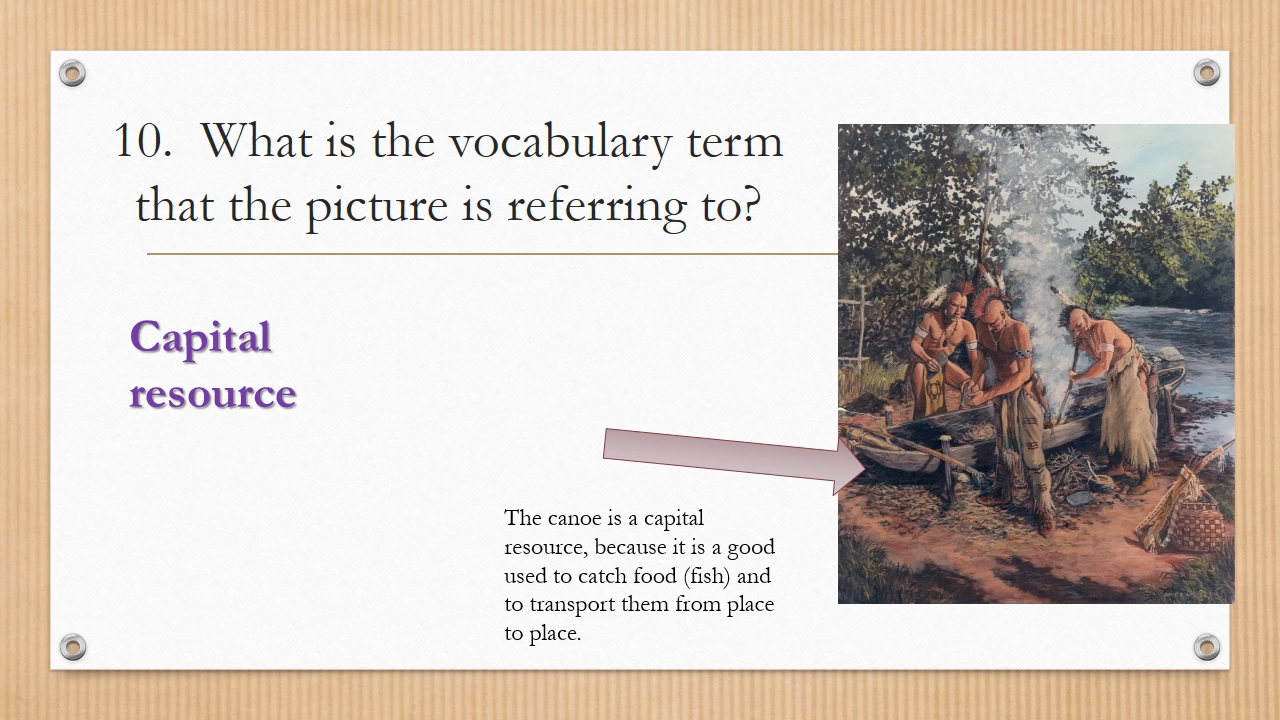 10.  What is the vocabulary term
that the picture is referring to?
Capital
resource
The canoe is a capital
resource, because it is a good
used to catch food (fish) and
to transport them from place
to place.